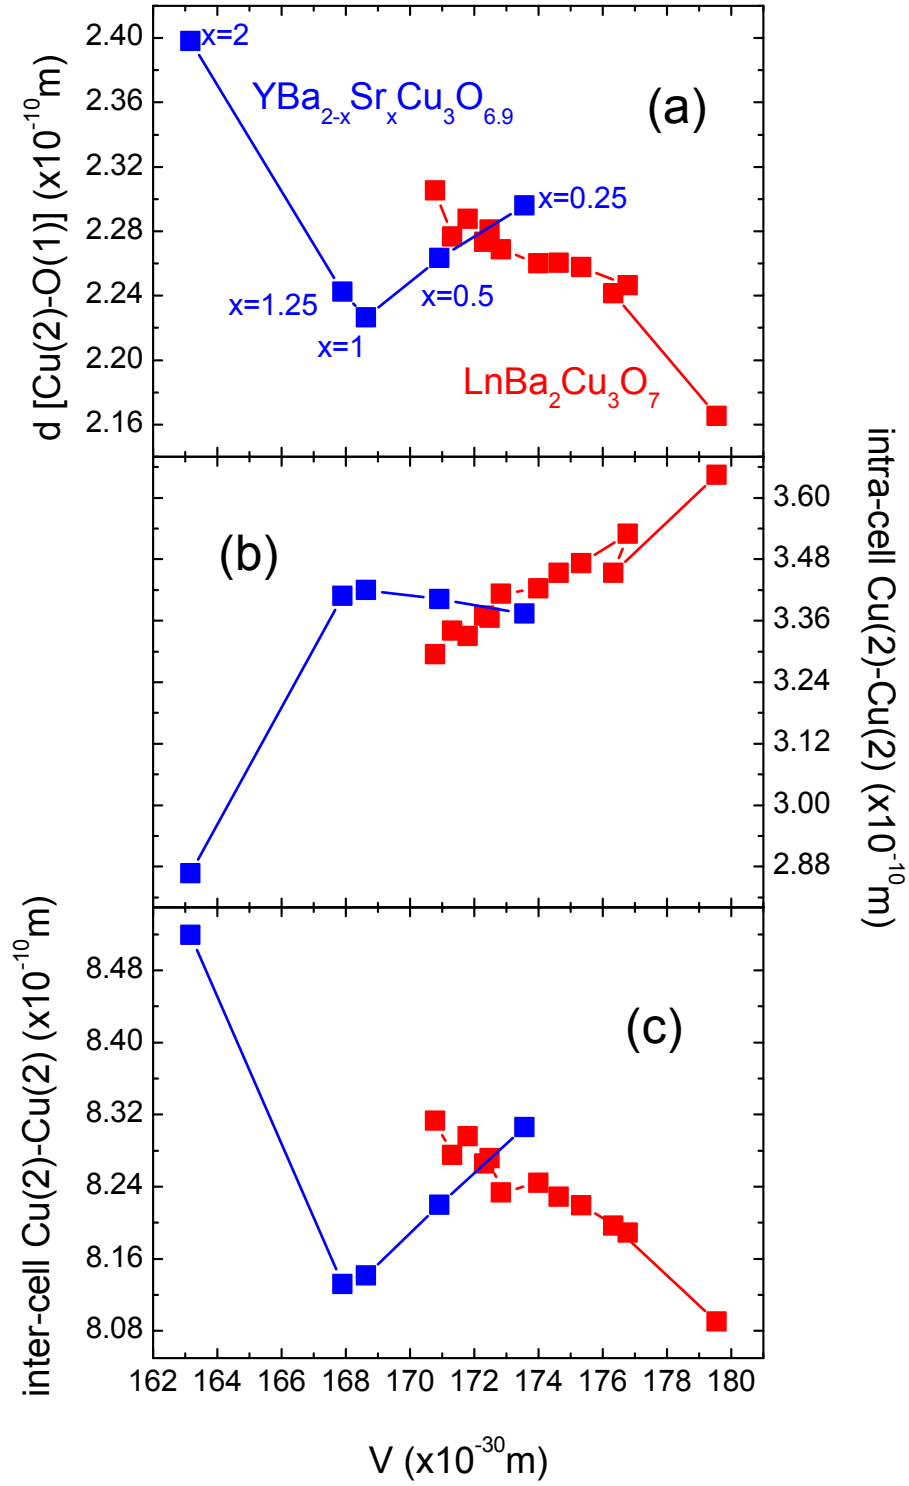 d [Cu(2)-O(1)] (x10⁻¹⁰m)
2.40
2.36
2.32
2.28
2.24
2.20
2.16
x=2
YBa₂₋ₓSrₓCu₃O₆.₉
(a)
x=0.25
x=0.5
x=1.25
x=1
LnBa₂Cu₃O₇
(b)
intra-cell Cu(2)-Cu(2) (x10⁻¹⁰m)
3.60
3.48
3.36
3.24
3.12
3.00
2.88
inter-cell Cu(2)-Cu(2) (x10⁻¹⁰m)
8.48
8.40
8.32
8.24
8.16
8.08
(c)
162 164 166 168 170 172 174 176 178 180
V (x10⁻³⁰m)